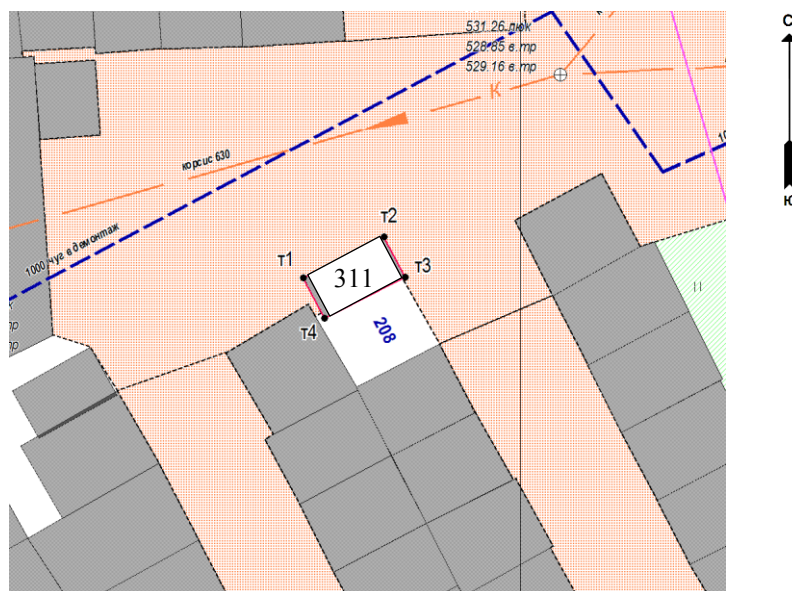 531.26 люк
528.85 в.тр
529.16 в.тр
С
К
корсис 630
1000 чуг в демонтаж
т1
т2
т3
т4
311
208
II
Ю